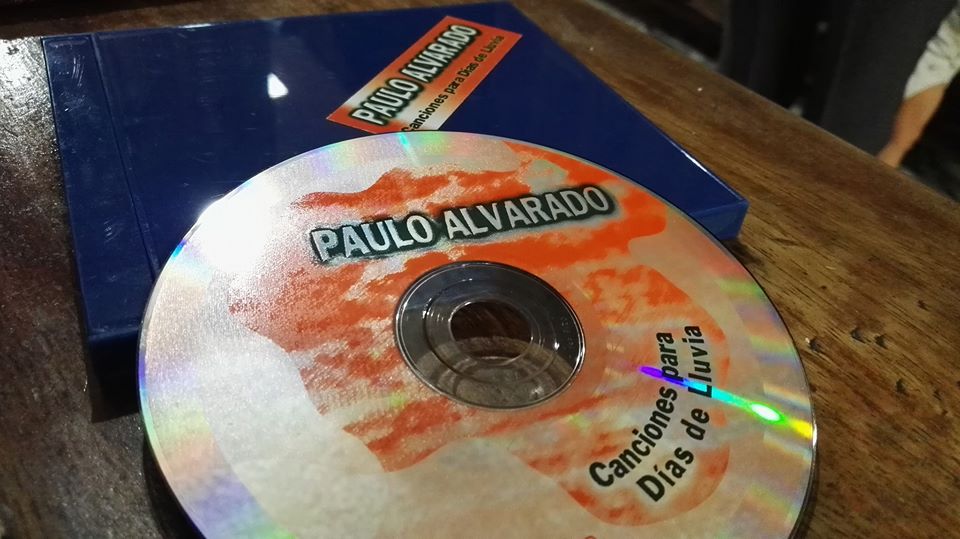 PAULO ALVARADO
Canciones para Días de Lluvia
PAULO ALVARADO
Canciones para
Días de Lluvia